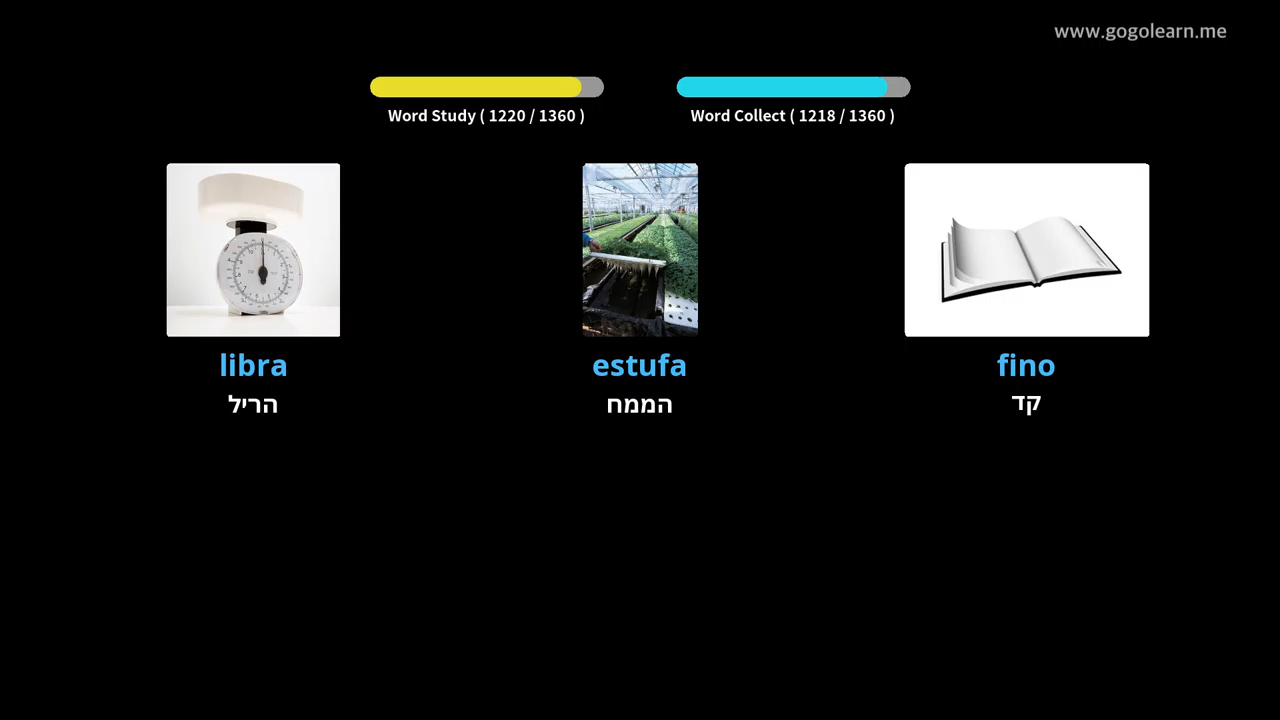 www.gogolearn.me
Word Study ( 1220 / 1360 )
Word Collect ( 1218 / 1360 )
libra
estufa
fino
הריל
הממח
קד